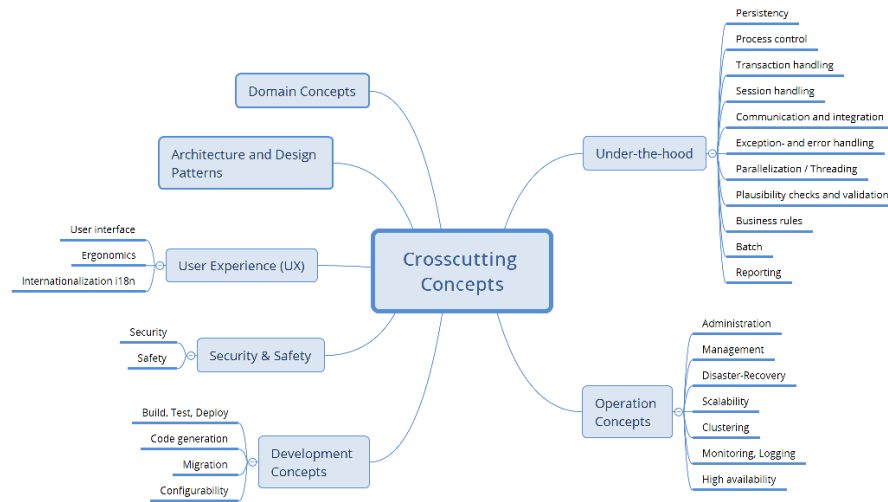 Crosscutting
Concepts
Domain Concepts
Architecture and Design
Patterns
User Experience (UX)
User interface
Ergonomics
Internationalization i18n
Security & Safety
Security
Safety
Development
Concepts
Build, Test, Deploy
Code generation
Migration
Configurability
Under-the-hood
Persistency
Process control
Transaction handling
Session handling
Communication and integration
Exception- and error handling
Parallelization / Threading
Plausibility checks and validation
Business rules
Batch
Reporting
Operation
Concepts
Administration
Management
Disaster-Recovery
Scalability
Clustering
Monitoring, Logging
High availability